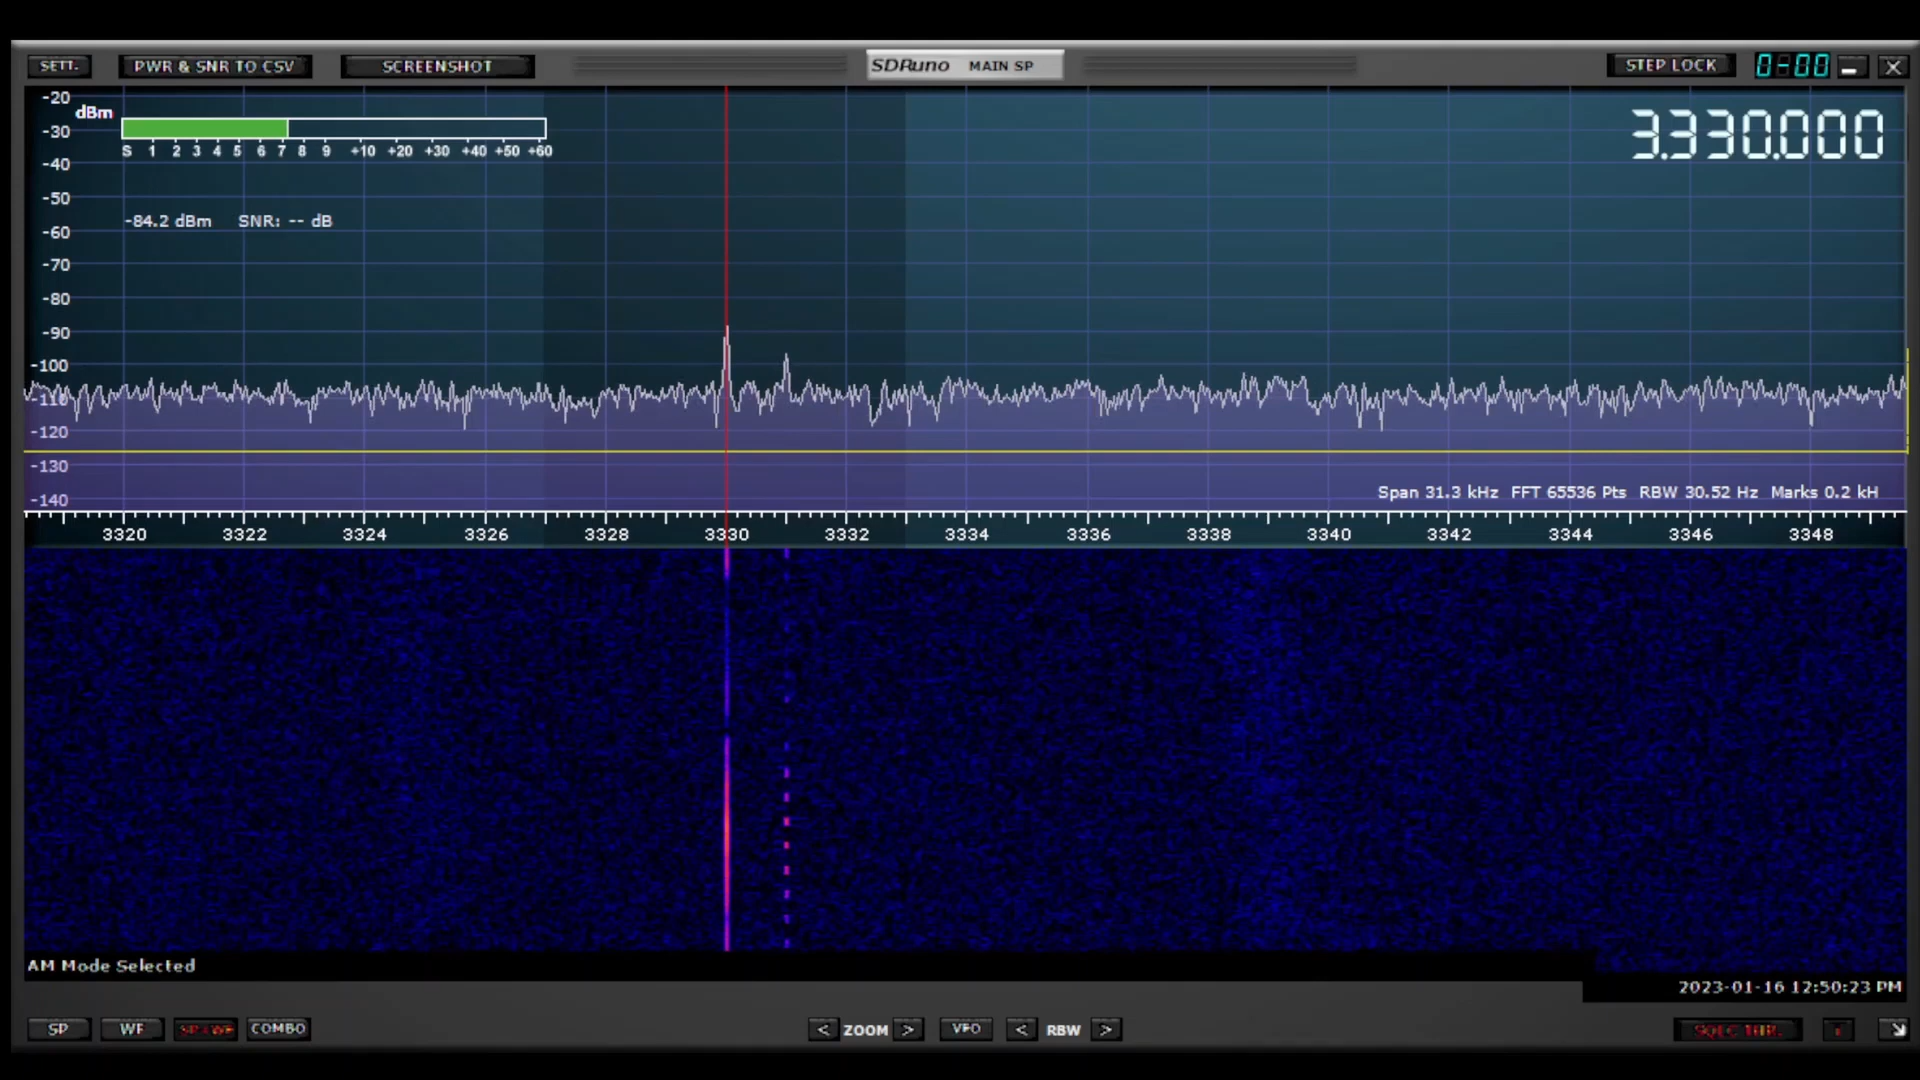 SETT. PWR & SNR TO CSV SCREENSHOT SDRuno MAIN SP STEP LOCK 0-00
-20
dBm
-30
S 1 2 3 4 5 6 7 8 9 +10 +20 +30 +40 +50 +60
3.330.000
-40
-50
-84.2 dBm SNR: -- dB
-60
-70
-80
-90
-100
-110
-120
-130
-140
Span 31.3 kHz FFT 65536 Pts RBW 30.52 Hz Marks 0.2 kH
3320 3322 3324 3326 3328 3330 3332 3334 3336 3338 3340 3342 3344 3346 3348
AM Mode Selected
2023-01-16 12:50:23 PM
SP WF SP+WF COMBO < ZOOM > VFO < RBW >